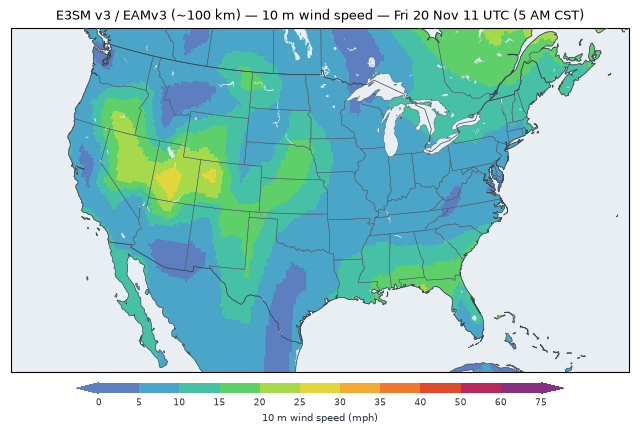 E3SM v3 / EAMv3 (~100 km) — 10 m wind speed — Fri 20 Nov 11 UTC (5 AM CST)
0 5 10 15 20 25 30 35 40 50 60 75
10 m wind speed (mph)